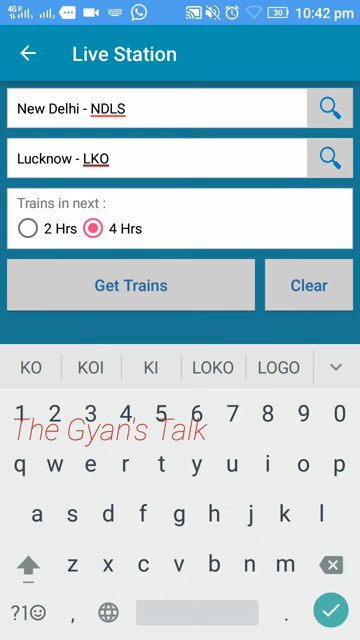 4G R 30 10:42 pm
Live Station
New Delhi - NDLS
Lucknow - LKO
Trains in next :
2 Hrs 4 Hrs
Get Trains Clear
KO KOI KI LOKO LOGO
1 2 3 4 5 6 7 8 9 0
The Gyan's Talk
q w e r t y u i o p
a s d f g h j k l
z x c v b n m
?1☺ , .